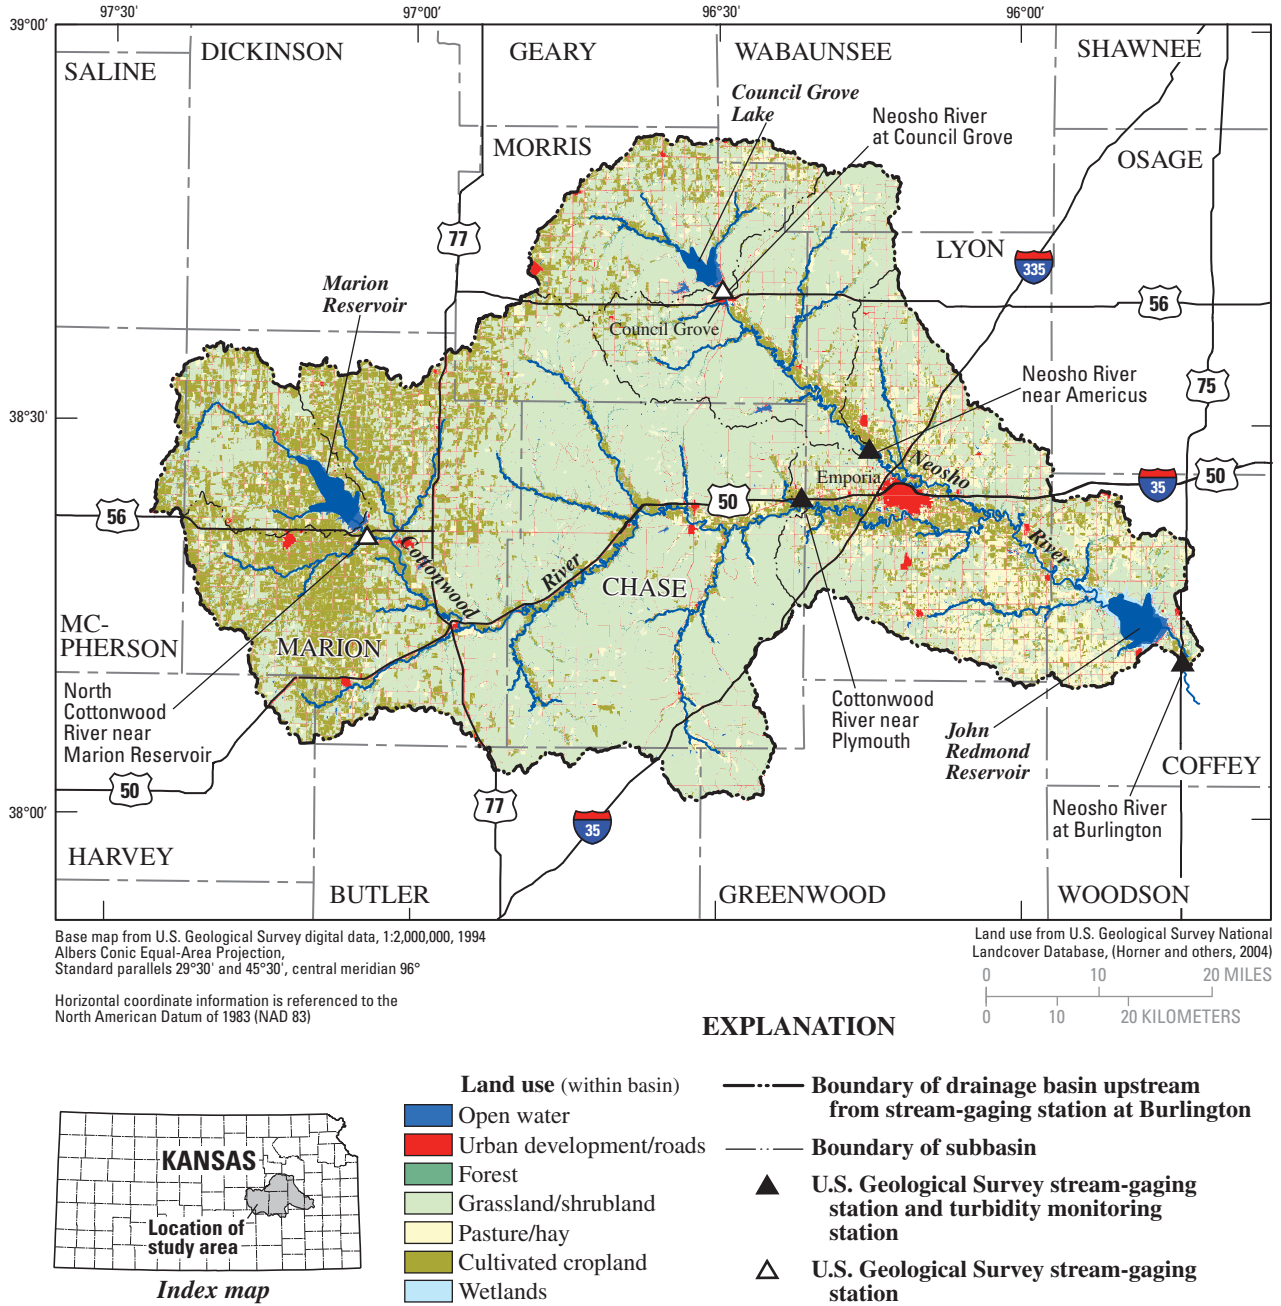 97°30'
97°00'
96°30'
96°00'
39°00'
38°30'
38°00'
SALINE
DICKINSON
GEARY
WABAUNSEE
SHAWNEE
MORRIS
OSAGE
LYON
Council Grove
Lake
Neosho River
at Council Grove
Marion
Reservoir
77
335
56
75
Council Grove
Neosho River
near Americus
Neosho
Emporia
50
35
50
56
Cottonwood
River
River
CHASE
MC-
PHERSON
MARION
North
Cottonwood
River near
Marion Reservoir
Cottonwood
River near
Plymouth
John
Redmond
Reservoir
COFFEY
50
77
35
Neosho River
at Burlington
HARVEY
BUTLER
GREENWOOD
WOODSON
Base map from U.S. Geological Survey digital data, 1:2,000,000, 1994
Albers Conic Equal-Area Projection,
Standard parallels 29°30' and 45°30', central meridian 96°
Horizontal coordinate information is referenced to the
North American Datum of 1983 (NAD 83)
Land use from U.S. Geological Survey National
Landcover Database, (Horner and others, 2004)
0 10 20 MILES
0 10 20 KILOMETERS
EXPLANATION
Land use (within basin)
Open water
Urban development/roads
Forest
Grassland/shrubland
Pasture/hay
Cultivated cropland
Wetlands
Boundary of drainage basin upstream
from stream-gaging station at Burlington
Boundary of subbasin
U.S. Geological Survey stream-gaging
station and turbidity monitoring
station
U.S. Geological Survey stream-gaging
station
KANSAS
Location of
study area
Index map